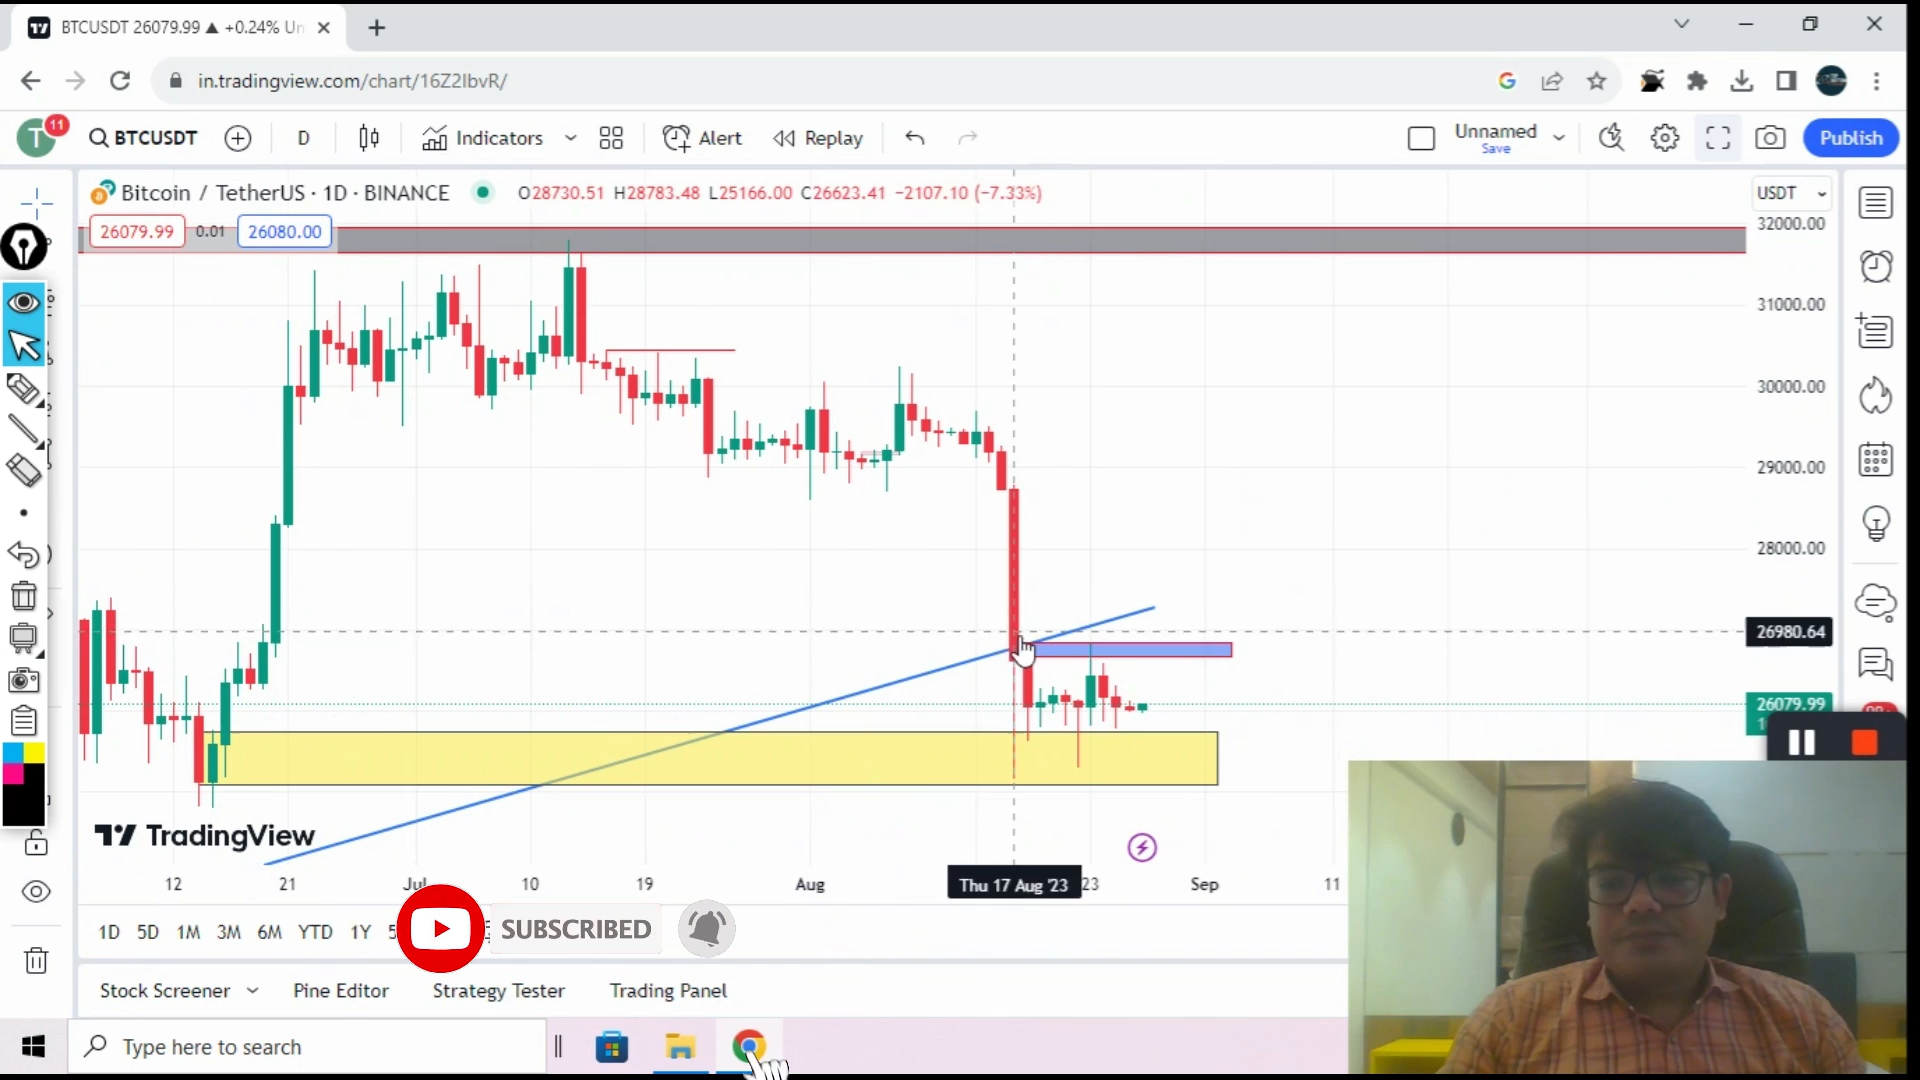 BTCUSDT 26079.99 ▲ +0.24% Un
in.tradingview.com/chart/16Z2IbvR/
T 11 BTCUSDT D Indicators Alert Replay Unnamed Save Publish
Bitcoin / TetherUS · 1D · BINANCE O28730.51 H28783.48 L25166.00 C26623.41 −2107.10 (−7.33%) USDT
26079.99 0.01 26080.00
32000.00
31000.00
30000.00
29000.00
28000.00
26980.64
26079.99
TradingView
12 21 Jul 10 19 Aug Thu 17 Aug '23 23 Sep 11
1D 5D 1M 3M 6M YTD 1Y 5
SUBSCRIBED
Stock Screener Pine Editor Strategy Tester Trading Panel
Type here to search